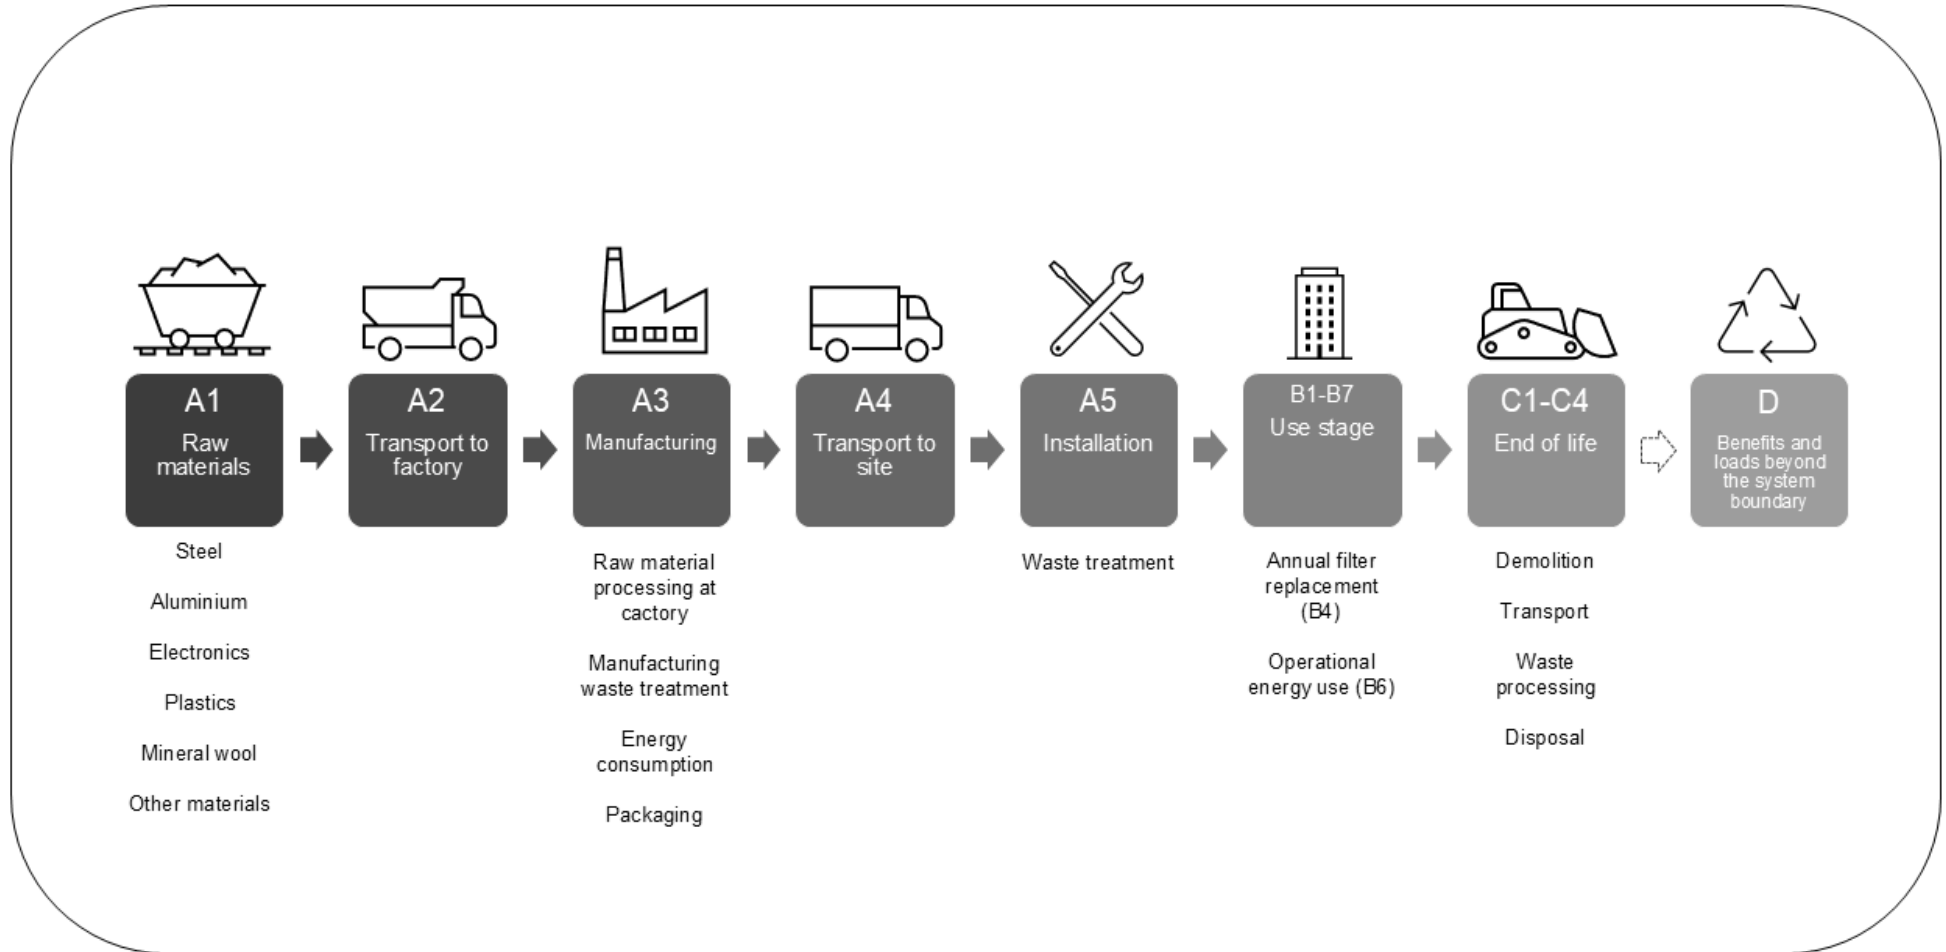 A1
Raw
materials
Steel
Aluminium
Electronics
Plastics
Mineral wool
Other materials
A2
Transport to
factory
A3
Manufacturing
Raw material
processing at
cactory
Manufacturing
waste treatment
Energy
consumption
Packaging
A4
Transport to
site
A5
Installation
Waste treatment
B1-B7
Use stage
Annual filter
replacement
(B4)
Operational
energy use (B6)
C1-C4
End of life
Demolition
Transport
Waste
processing
Disposal
D
Benefits and
loads beyond
the system
boundary